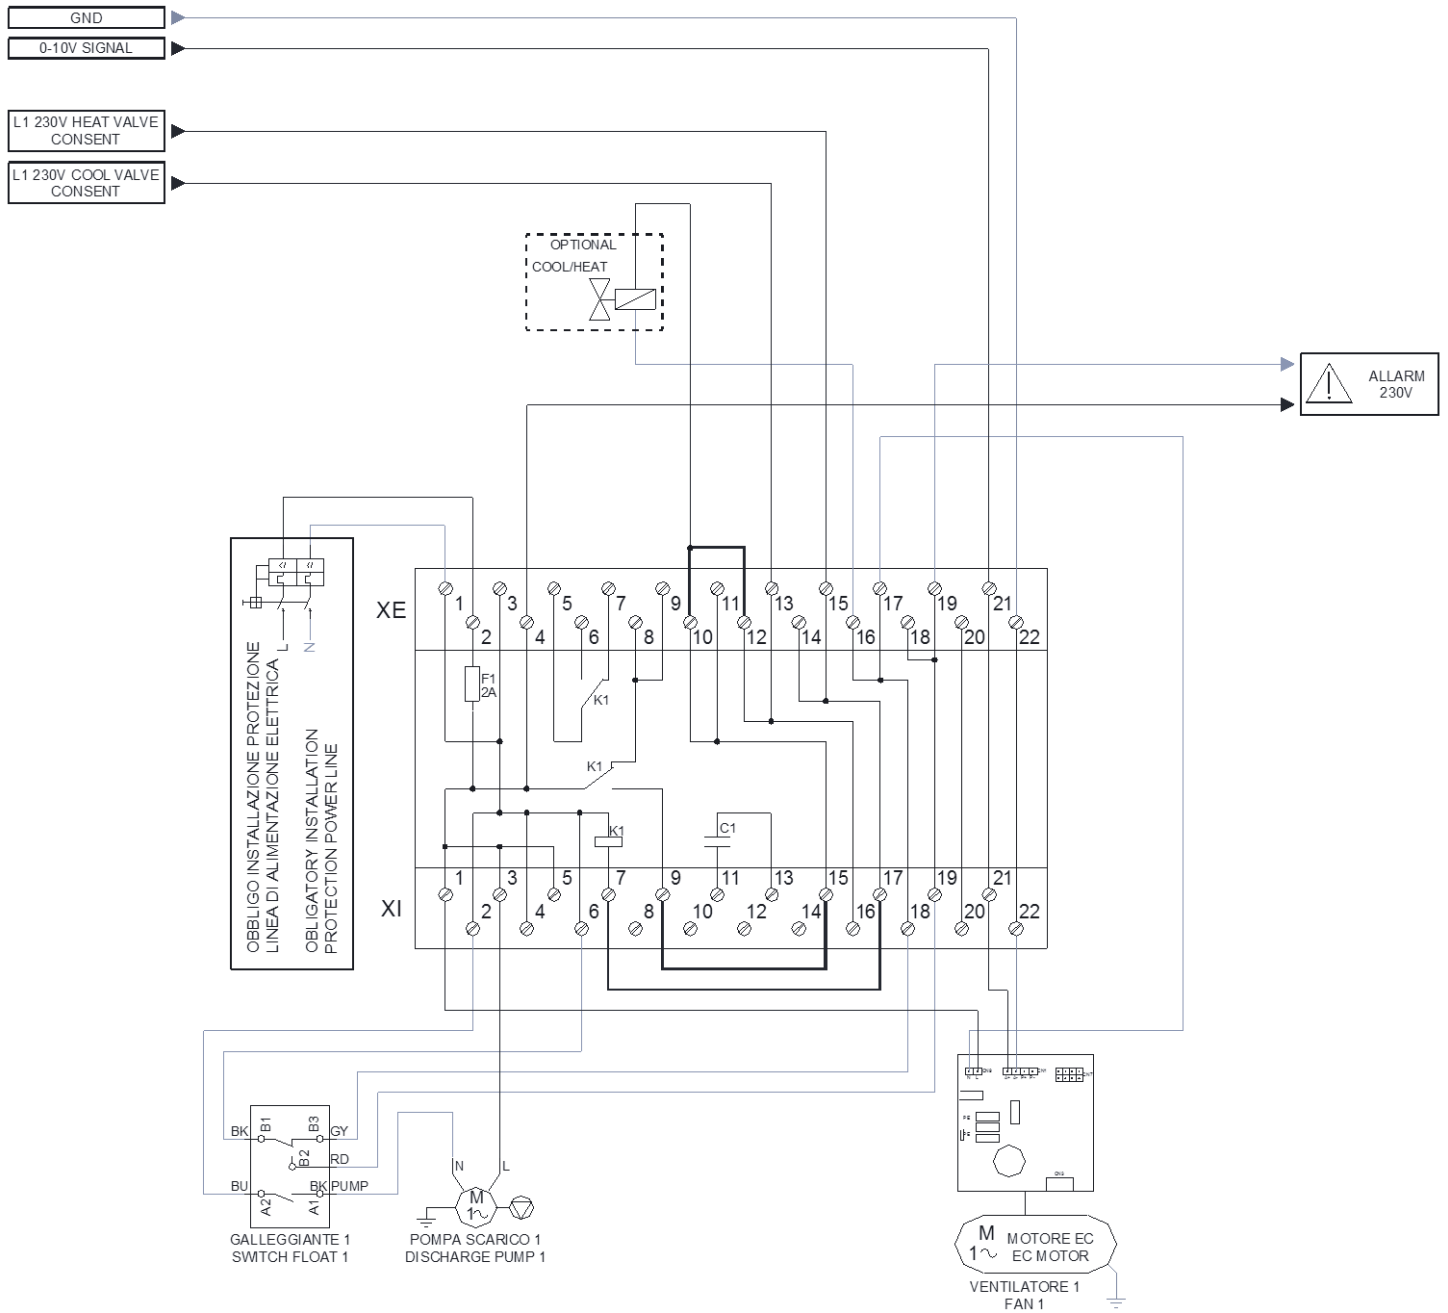 GND
0-10V SIGNAL
L1 230V HEAT VALVE
CONSENT
L1 230V COOL VALVE
CONSENT
OPTIONAL
COOL/HEAT
ALLARM
230V
OBBLIGO INSTALLAZIONE PROTEZIONE
LINEA DI ALIMENTAZIONE ELETTRICA
OBLIGATORY INSTALLATION
PROTECTION POWER LINE
L
N
XE
1 3 5 7 9 11 13 15 17 19 21
2 4 6 8 10 12 14 16 18 20 22
F1
2A
K1
K1
K1
C1
XI
1 3 5 7 9 11 13 15 17 19 21
2 4 6 8 10 12 14 16 18 20 22
BK B1 B3 GY
B2 RD
BU A2 A1 BK PUMP
GALLEGGIANTE 1
SWITCH FLOAT 1
N L
M
1~
POMPA SCARICO 1
DISCHARGE PUMP 1
M
1~
MOTORE EC
EC MOTOR
VENTILATORE 1
FAN 1